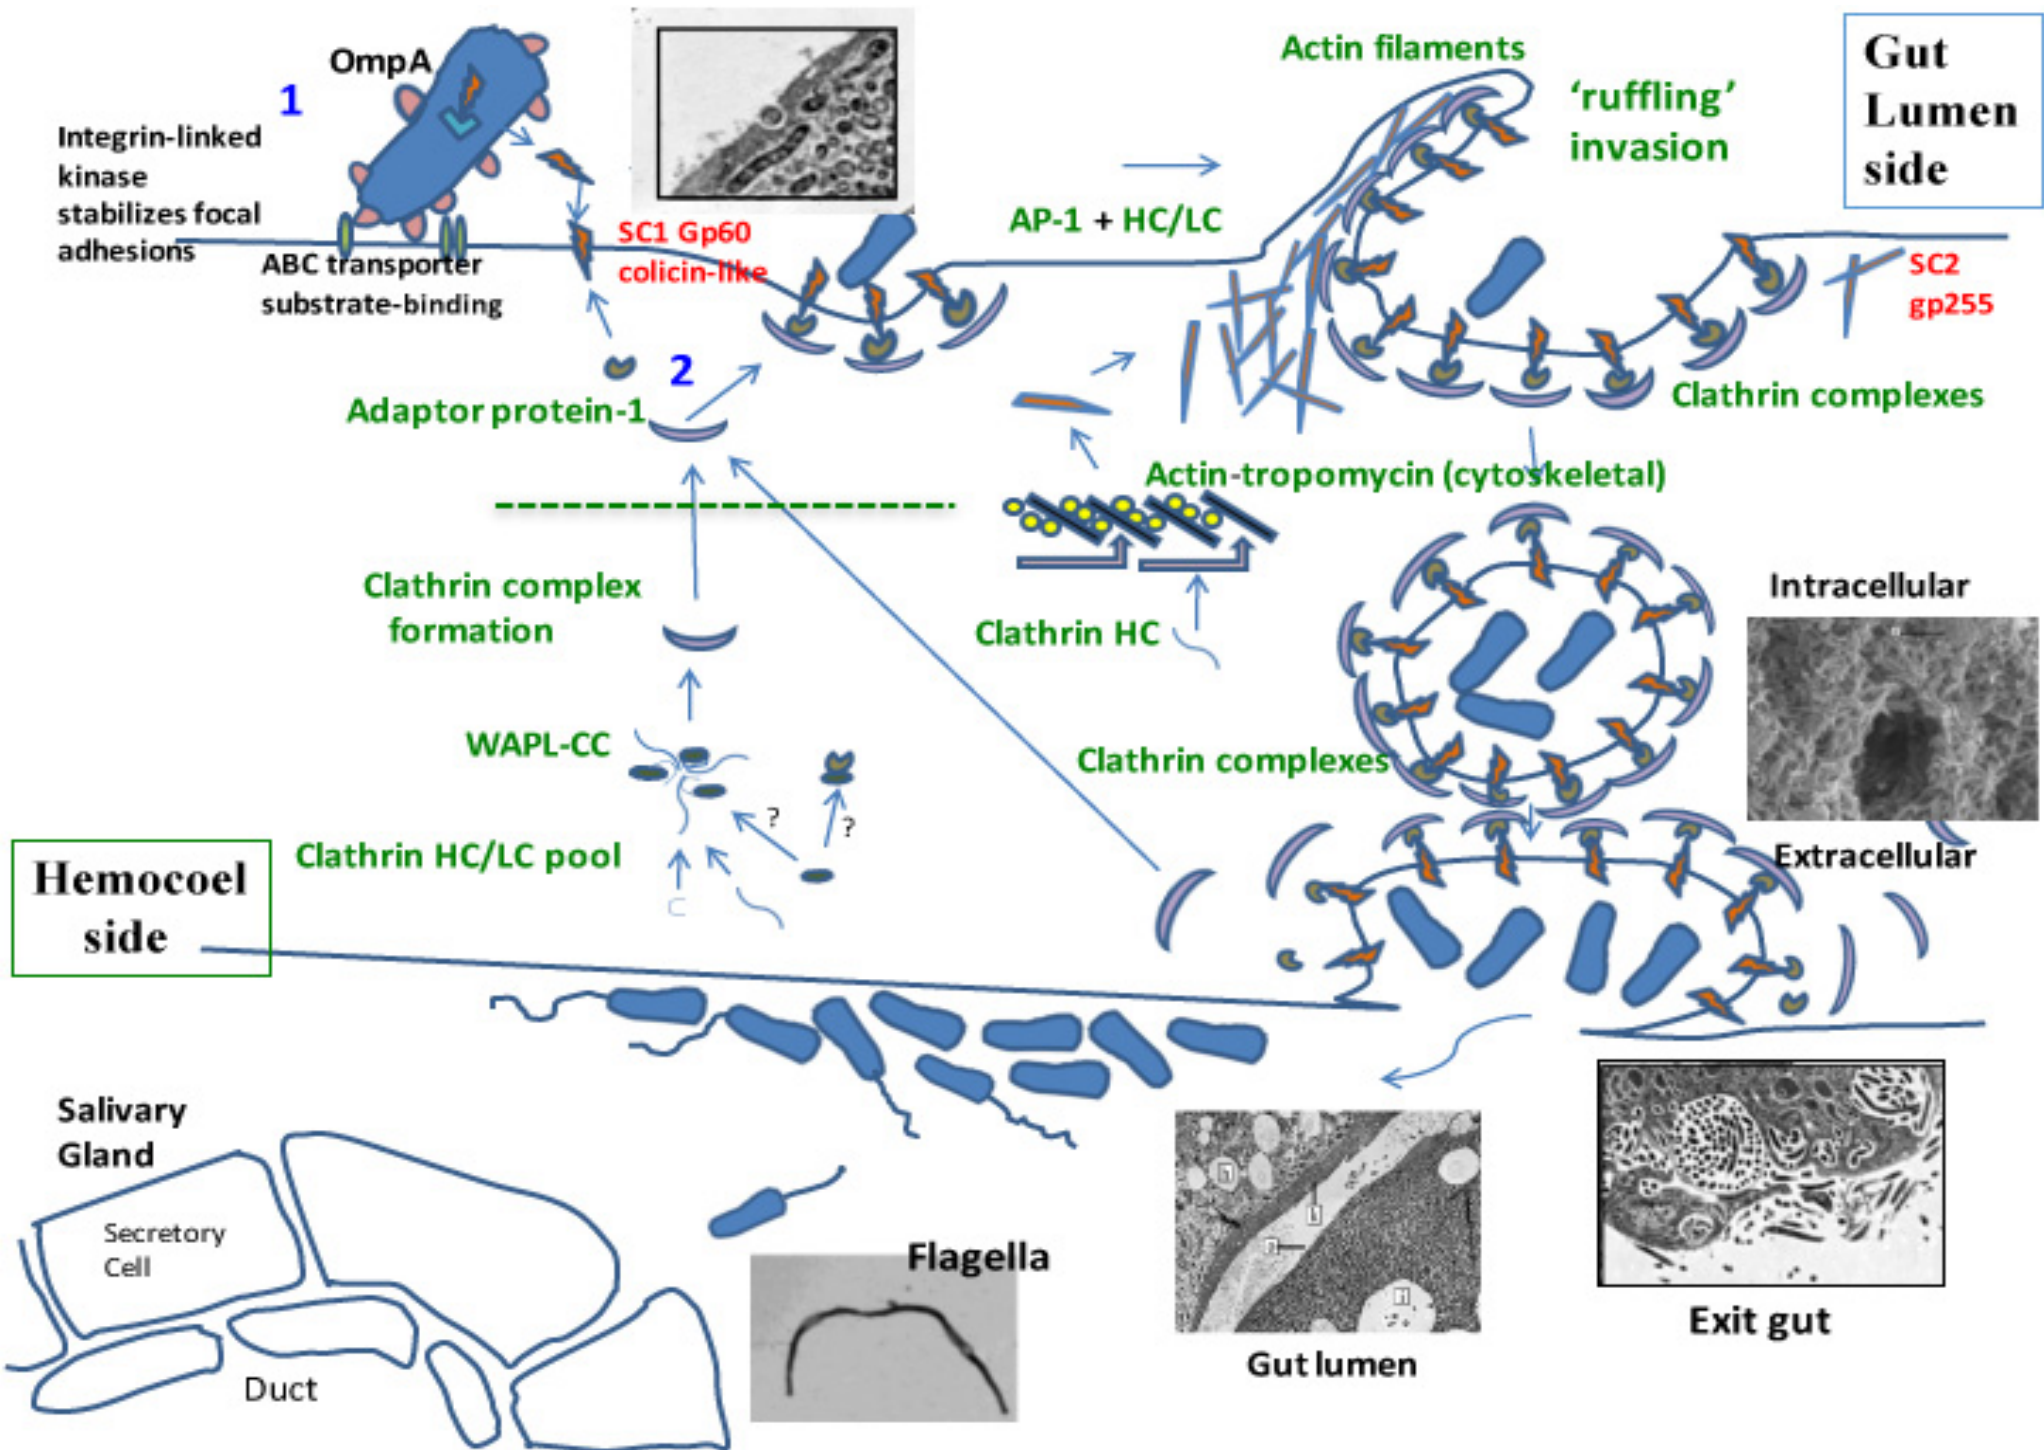 OmpA
1
Integrin-linked
kinase
stabilizes focal
adhesions
ABC transporter
substrate-binding
SC1 Gp60
colicin-like
AP-1 + HC/LC
Actin filaments
‘ruffling’
invasion
Gut
Lumen
side
SC2
gp255
2
Adaptor protein-1
Clathrin complexes
Actin-tropomycin (cytoskeletal)
Clathrin complex
formation
Clathrin HC
Intracellular
WAPL-CC
Clathrin complexes
?
?
Clathrin HC/LC pool
Extracellular
Hemocoel
side
Salivary
Gland
Secretory
Cell
Duct
Flagella
Gut lumen
Exit gut